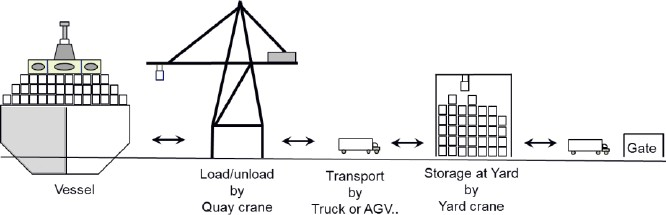 Vessel
Load/unload
by
Quay crane
Transport
by
Truck or AGV..
Storage at Yard
by
Yard crane
Gate